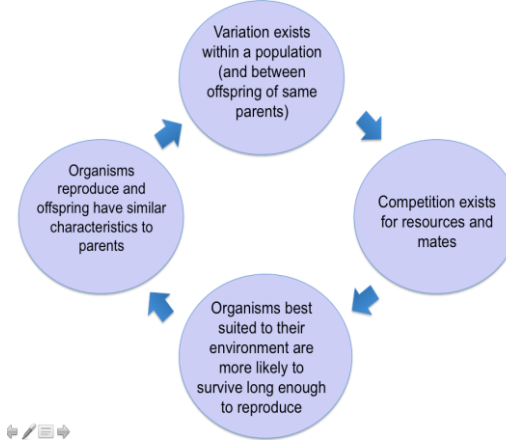 Variation exists
within a population
(and between
offspring of same
parents)
Competition exists
for resources and
mates
Organisms best
suited to their
environment are
more likely to
survive long enough
to reproduce
Organisms
reproduce and
offspring have similar
characteristics to
parents